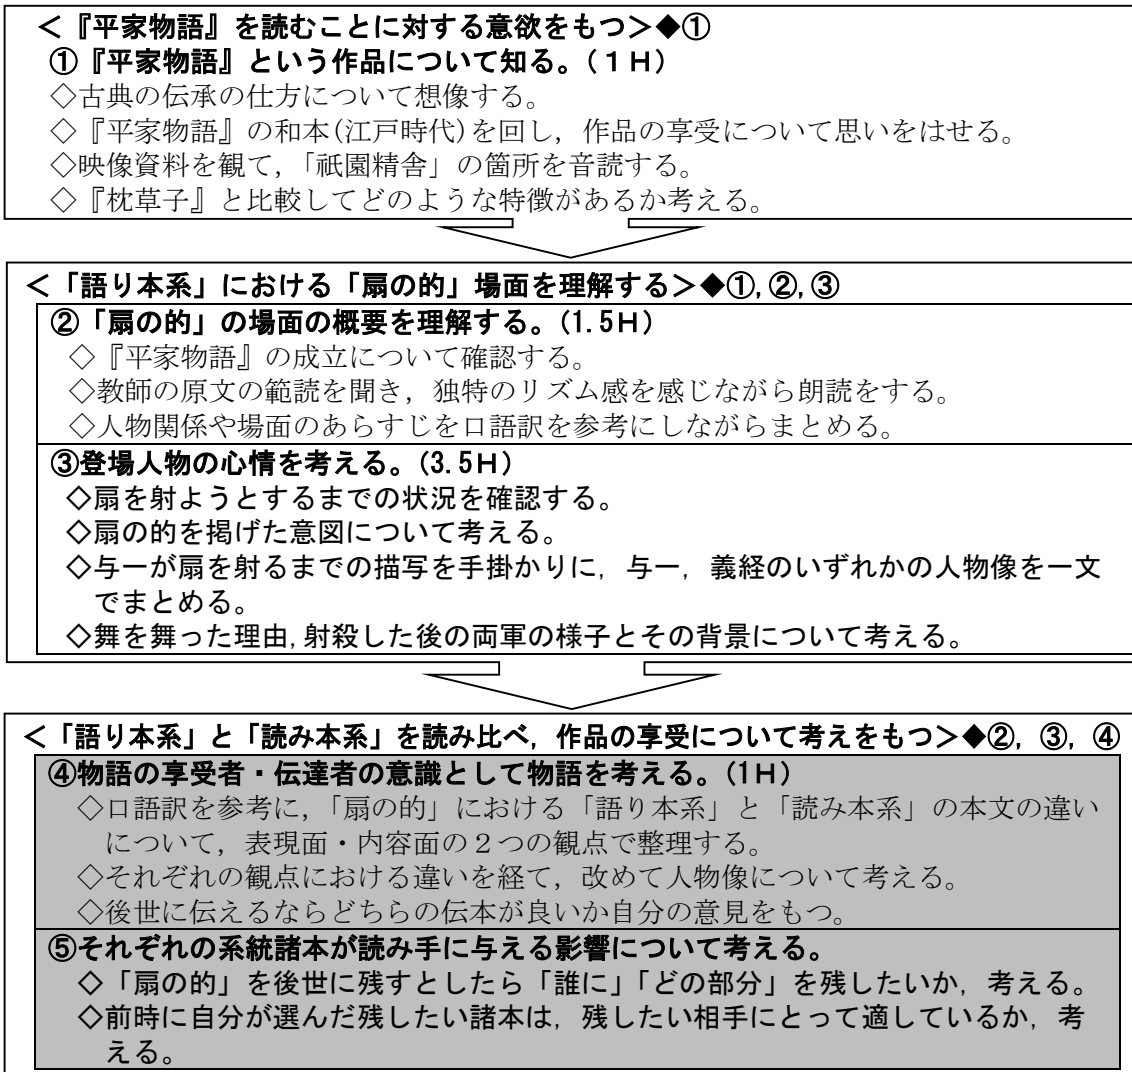 ＜『平家物語』を読むことに対する意欲をもつ＞◆①
①『平家物語』という作品について知る。(１Ｈ)
◇古典の伝承の仕方について想像する。
◇『平家物語』の和本(江戸時代)を回し，作品の享受について思いをはせる。
◇映像資料を観て，「祇園精舎」の箇所を音読する。
◇『枕草子』と比較してどのような特徴があるか考える。
＜「語り本系」における「扇の的」場面を理解する＞◆①,②,③
②「扇の的」の場面の概要を理解する。(1.5Ｈ)
◇『平家物語』の成立について確認する。
◇教師の原文の範読を聞き，独特のリズム感を感じながら朗読をする。
◇人物関係や場面のあらすじを口語訳を参考にしながらまとめる。
③登場人物の心情を考える。(3.5Ｈ)
◇扇を射ようとするまでの状況を確認する。
◇扇の的を掲げた意図について考える。
◇与一が扇を射るまでの描写を手掛かりに，与一，義経のいずれかの人物像を一文
でまとめる。
◇舞を舞った理由,射殺した後の両軍の様子とその背景について考える。
＜「語り本系」と「読み本系」を読み比べ，作品の享受について考えをもつ＞◆②，③，④
④物語の享受者・伝達者の意識として物語を考える。(1Ｈ)
◇口語訳を参考に，「扇の的」における「語り本系」と「読み本系」の本文の違い
について，表現面・内容面の２つの観点で整理する。
◇それぞれの観点における違いを経て，改めて人物像について考える。
◇後世に伝えるならどちらの伝本が良いか自分の意見をもつ。
⑤それぞれの系統諸本が読み手に与える影響について考える。
◇「扇の的」を後世に残すとしたら「誰に」「どの部分」を残したいか，考える。
◇前時に自分が選んだ残したい諸本は，残したい相手にとって適しているか，考
える。